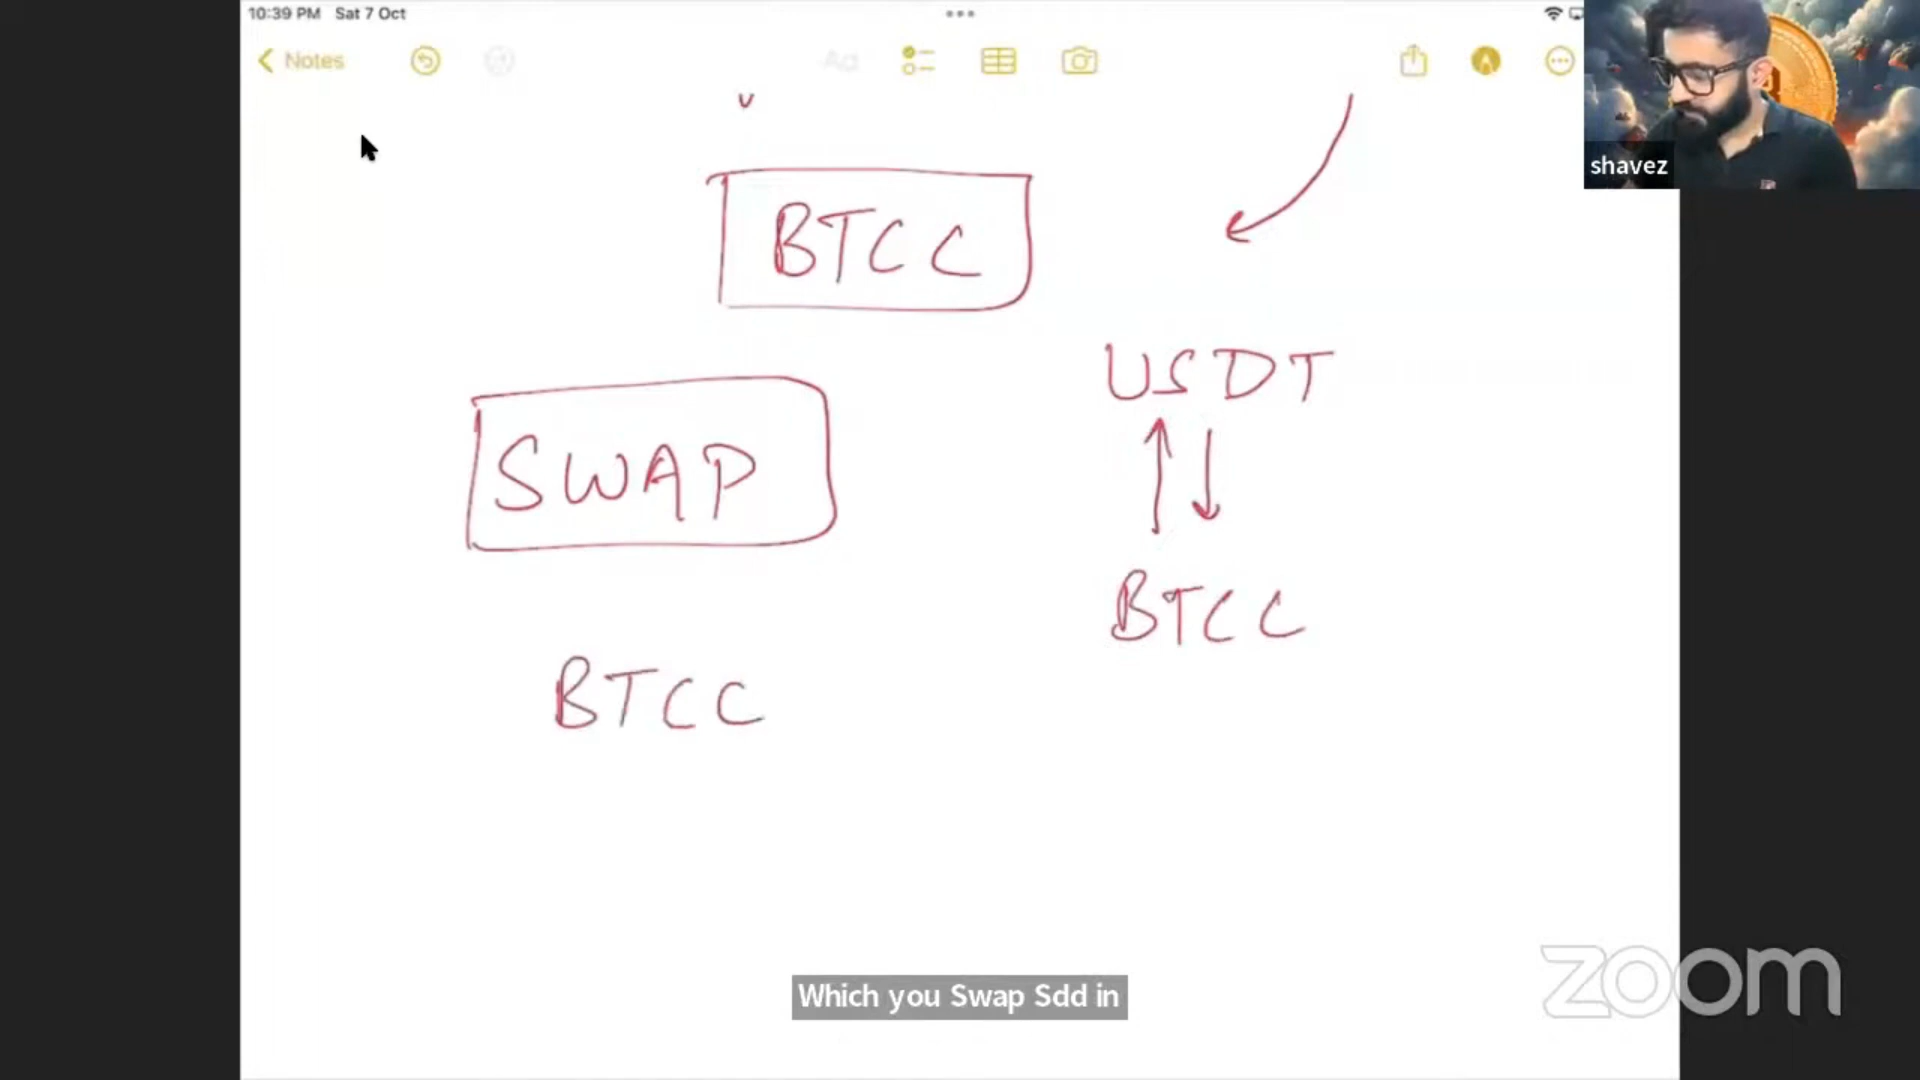 10:39 PM Sat 7 Oct
Notes
Aa
shavez
BTCC
USDT
SWAP
BTCC
BTCC
Which you Swap Sdd in
zoom